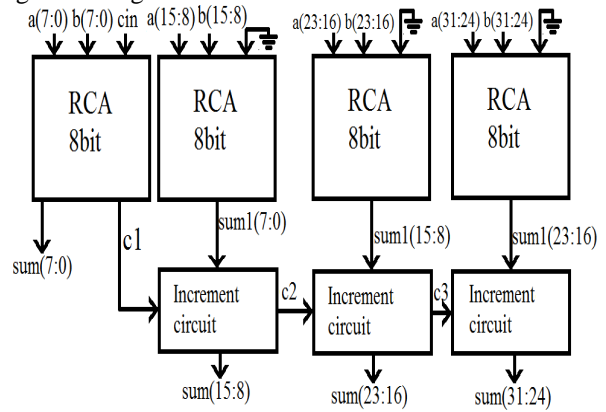 a(7:0) b(7:0) cin a(15:8) b(15:8) a(23:16) b(23:16) a(31:24) b(31:24)
RCA 8bit
RCA 8bit
RCA 8bit
RCA 8bit
c1
sum1(7:0)
sum1(15:8)
sum1(23:16)
sum(7:0)
Increment circuit
c2
Increment circuit
c3
Increment circuit
sum(15:8)
sum(23:16)
sum(31:24)